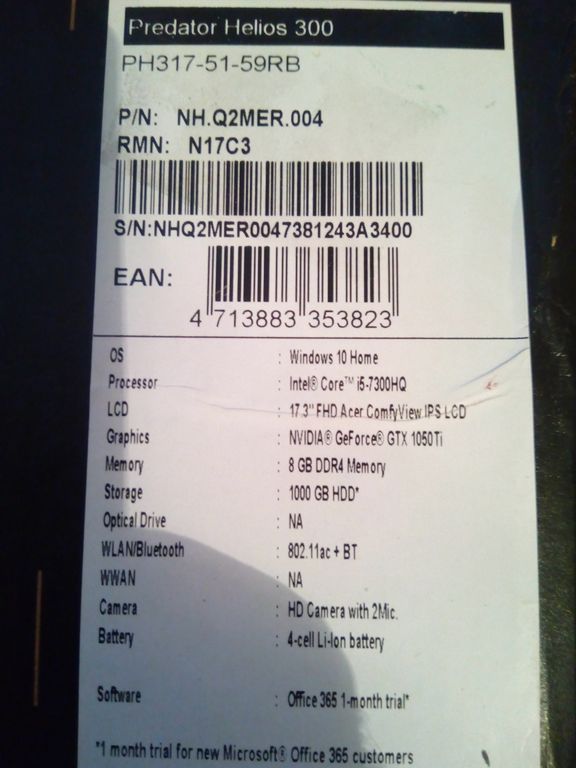 Predator Helios 300
PH317-51-59RB
P/N: NH.Q2MER.004
RMN: N17C3
S/N:NHQ2MER0047381243A3400
EAN:
4 713883 353823
OS : Windows 10 Home
Processor : Intel® Core™ i5-7300HQ
LCD : 17.3" FHD Acer ComfyView IPS LCD
Graphics : NVIDIA® GeForce® GTX 1050Ti
Memory : 8 GB DDR4 Memory
Storage : 1000 GB HDD*
Optical Drive : NA
WLAN/Bluetooth : 802.11ac + BT
WWAN : NA
Camera : HD Camera with 2Mic.
Battery : 4-cell Li-Ion battery
Software : Office 365 1-month trial*
*1 month trial for new Microsoft® Office 365 customers